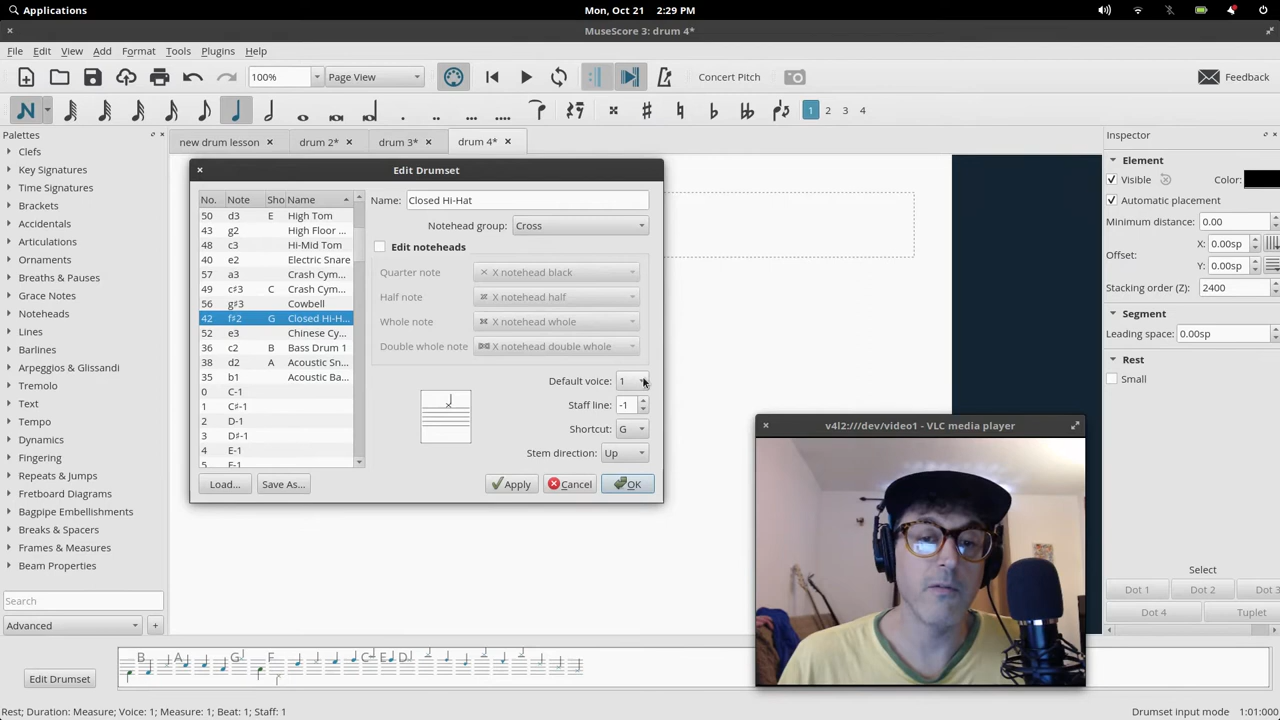 Applications
Mon, Oct 21 2:29 PM
MuseScore 3: drum 4*
File Edit View Add Format Tools Plugins Help
100% Page View Concert Pitch Feedback
N 1 2 3 4
Palettes
new drum lesson drum 2* drum 3* drum 4*
Inspector
Clefs
Key Signatures
Time Signatures
Brackets
Accidentals
Articulations
Ornaments
Breaths & Pauses
Grace Notes
Noteheads
Lines
Barlines
Arpeggios & Glissandi
Tremolo
Text
Tempo
Dynamics
Fingering
Repeats & Jumps
Fretboard Diagrams
Bagpipe Embellishments
Breaks & Spacers
Frames & Measures
Beam Properties
Search
Advanced +
Edit Drumset
No. Note Sho Name
50 d3 E High Tom
43 g2 High Floor ...
48 c3 Hi-Mid Tom
40 e2 Electric Snare
57 a3 Crash Cym...
49 c♯3 C Crash Cym...
56 g♯3 Cowbell
42 f♯2 G Closed Hi-H...
52 e3 Chinese Cy...
36 c2 B Bass Drum 1
38 d2 A Acoustic Sn...
35 b1 Acoustic Ba...
0 C-1
1 C♯-1
2 D-1
3 D♯-1
4 E-1
5 F-1
Name: Closed Hi-Hat
Notehead group: Cross
Edit noteheads
Quarter note X notehead black
Half note X notehead half
Whole note X notehead whole
Double whole note X notehead double whole
Default voice: 1
Staff line: -1
Shortcut: G
Stem direction: Up
Load... Save As... Apply Cancel OK
Element
Visible Color:
Automatic placement
Minimum distance: 0.00
X: 0.00sp
Offset:
Y: 0.00sp
Stacking order (Z): 2400
Segment
Leading space: 0.00sp
Rest
Small
v4l2:///dev/video1 - VLC media player
Select
Dot 1 Dot 2 Dot 3
Dot 4 Tuplet
B A G F C E D
Edit Drumset
Rest; Duration: Measure; Voice: 1; Measure: 1; Beat: 1; Staff: 1
Drumset input mode 1:01:000